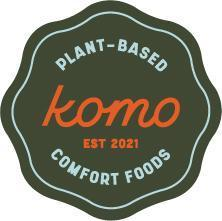 PLANT-BASED
komo
EST 2021
COMFORT FOODS